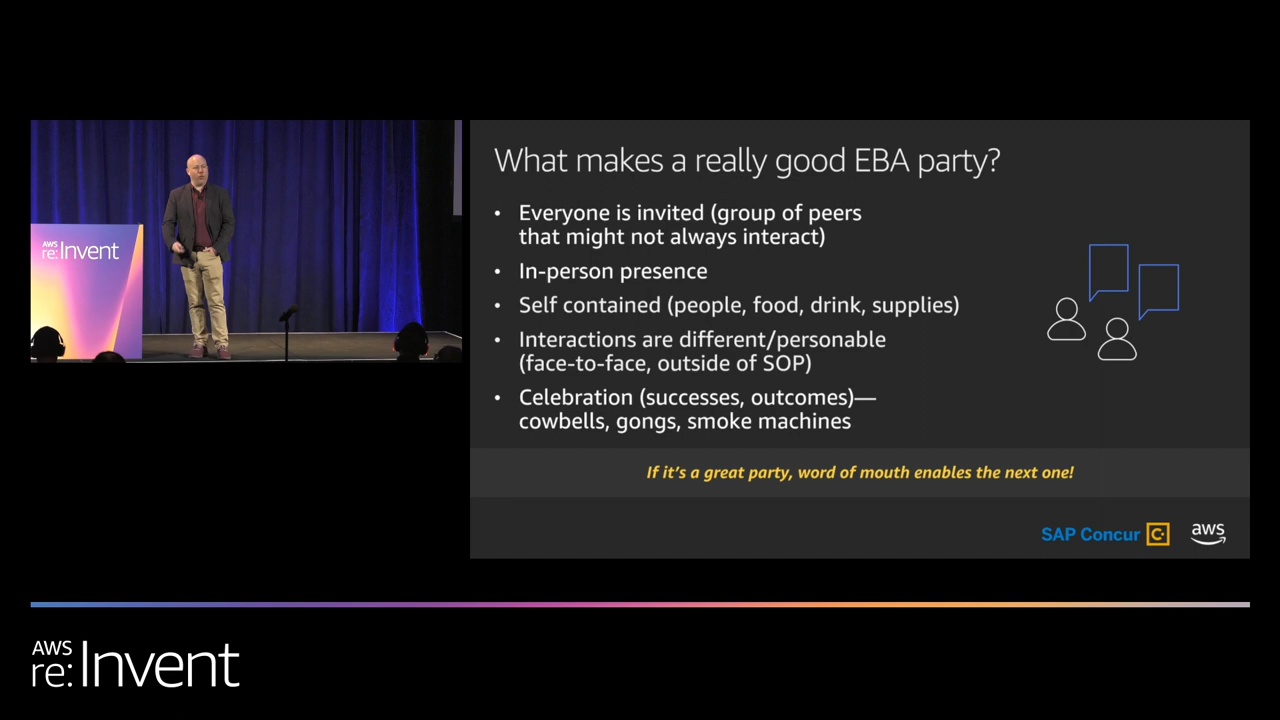 AWS
re:Invent
What makes a really good EBA party?
• Everyone is invited (group of peers
that might not always interact)
• In-person presence
• Self contained (people, food, drink, supplies)
• Interactions are different/personable
(face-to-face, outside of SOP)
• Celebration (successes, outcomes)—
cowbells, gongs, smoke machines
If it's a great party, word of mouth enables the next one!
SAP Concur C.
aws
AWS
re:Invent